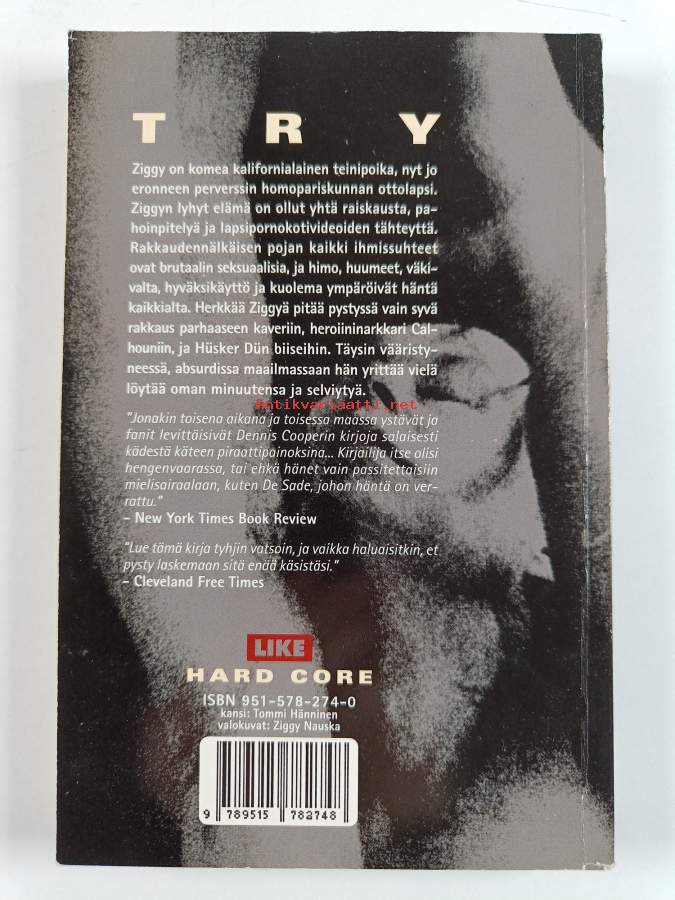 TRY
Ziggy on komea kalifornialainen teinipoika, nyt jo
eronneen perverssin homopariskunnan ottolapsi.
Ziggyn lyhyt elämä on ollut yhtä raiskausta, pa-
hoinpitelyä ja lapsipornokotivideoiden tähteyttä.
Rakkaudennälkäisen pojan kaikki ihmissuhteet
ovat brutaalin seksuaalisia, ja himo, huumeet, väki-
valta, hyväksikäyttö ja kuolema ympäröivät häntä
kaikkialta. Herkkää Ziggyä pitää pystyssä vain syvä
rakkaus parhaaseen kaveriin, heroiininarkkari Cal-
houniin, ja Hüsker Dün biiseihin. Täysin vääristy-
neessä, absurdissa maailmassaan hän yrittää vielä
löytää oman minuutensa ja selviytyä.
antikvariaatti.net
"Jonakin toisena aikana ja toisessa maassa ystävät ja
fanit levittäisivät Dennis Cooperin kirjoja salaisesti
kädestä käteen piraattipainoksina... Kirjailija itse olisi
hengenvaarassa, tai ehkä hänet vain passitettaisiin
mielisairaalaan, kuten De Sade, johon häntä on ver-
rattu."
– New York Times Book Review
"Lue tämä kirja tyhjin vatsoin, ja vaikka haluaisitkin, et
pysty laskemaan sitä enää käsistäsi."
– Cleveland Free Times
LIKE
HARD CORE
ISBN 951-578-274-0
kansi: Tommi Hänninen
valokuvat: Ziggy Nauska
9 789515 782748